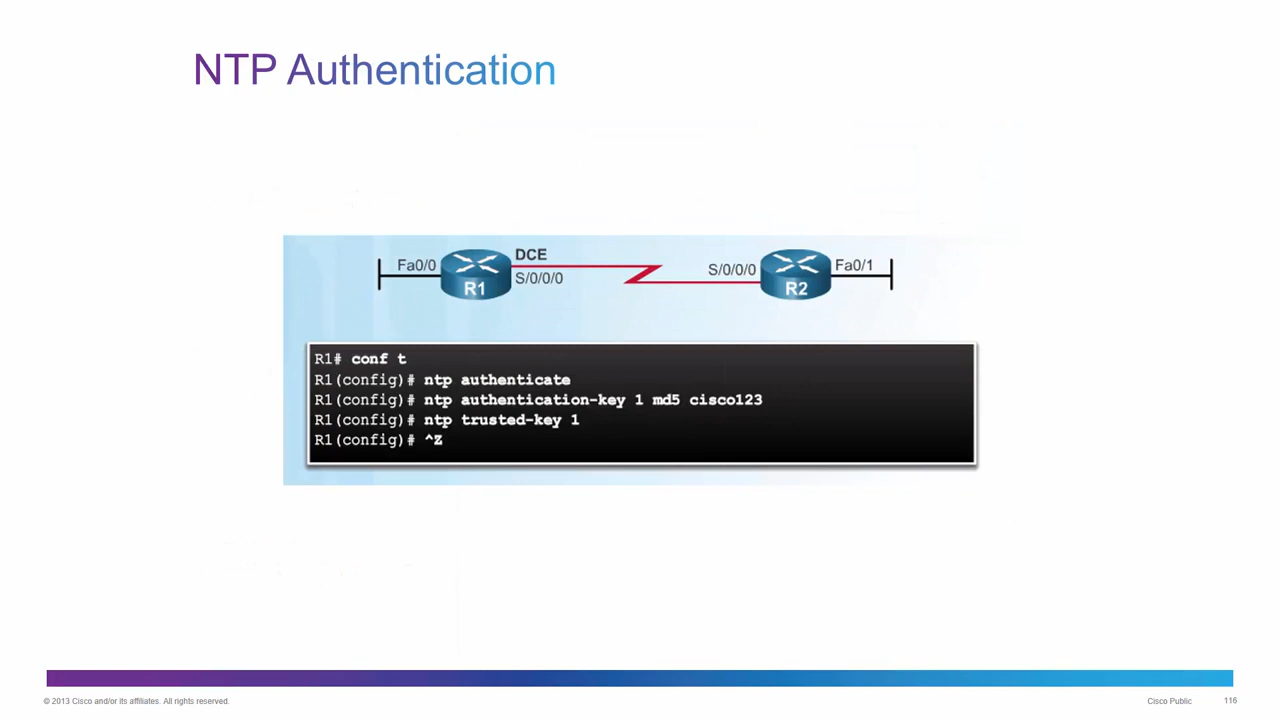 NTP Authentication
DCE
Fa0/0
R1
S/0/0/0
S/0/0/0
R2
Fa0/1
R1# conf t
R1(config)# ntp authenticate
R1(config)# ntp authentication-key 1 md5 cisco123
R1(config)# ntp trusted-key 1
R1(config)# ^Z
© 2013 Cisco and/or its affiliates. All rights reserved.
Cisco Public
116